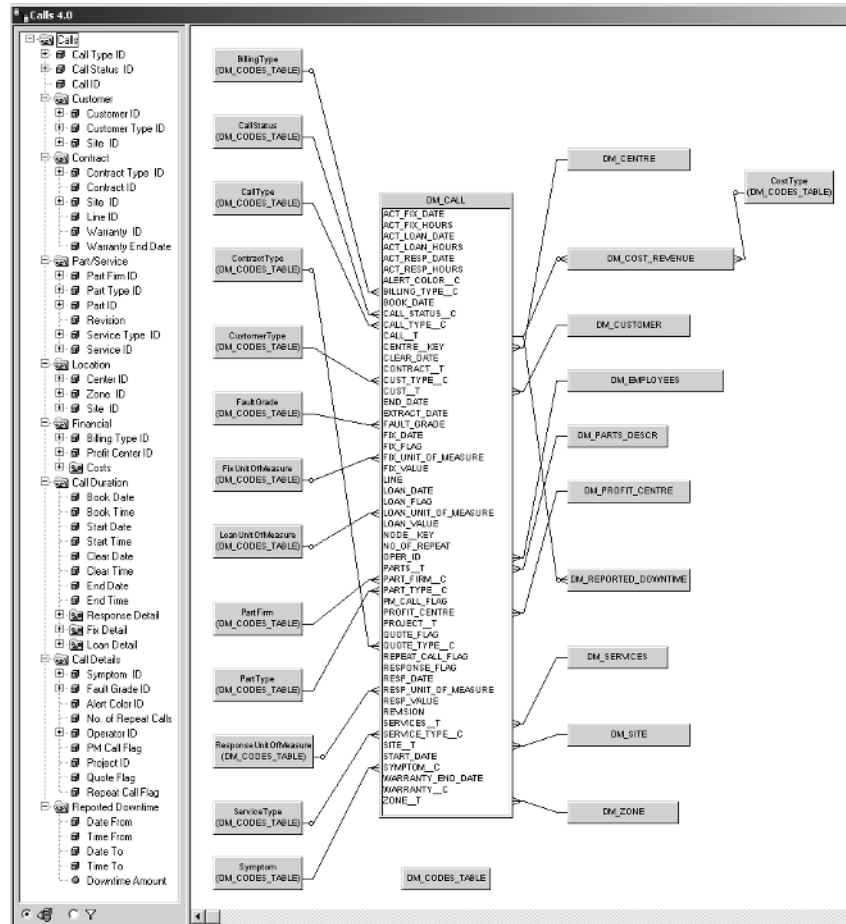 Calls 4.0
Calls
Call Type ID
Call Status ID
Call ID
Customer
Customer ID
Customer Type ID
Site ID
Contract
Contract Type ID
Contract ID
Site ID
Line ID
Warranty ID
Warranty End Date
Part/Service
Part Firm ID
Part Type ID
Part ID
Revision
Service Type ID
Service ID
Location
Center ID
Zone ID
Site ID
Financial
Billing Type ID
Profit Center ID
Costs
Call Duration
Book Date
Book Time
Start Date
Start Time
Clear Date
Clear Time
End Date
End Time
Response Detail
Fix Detail
Loan Detail
Call Details
Symptom ID
Fault Grade ID
Alert Color ID
No. of Repeat Calls
Operator ID
PM Call Flag
Project ID
Quote Flag
Repeat Call Flag
Reported Downtime
Date From
Time From
Date To
Time To
Downtime Amount
BillingType
(DM_CODES_TABLE)
CallStatus
(DM_CODES_TABLE)
CallType
(DM_CODES_TABLE)
ContractType
(DM_CODES_TABLE)
CustomerType
(DM_CODES_TABLE)
FaultGrade
(DM_CODES_TABLE)
FixUnitOfMeasure
(DM_CODES_TABLE)
LoanUnitOfMeasure
(DM_CODES_TABLE)
PartFirm
(DM_CODES_TABLE)
PartType
(DM_CODES_TABLE)
ResponseUnitOfMeasure
(DM_CODES_TABLE)
ServiceType
(DM_CODES_TABLE)
Symptom
(DM_CODES_TABLE)
DM_CALL
ACT_FIX_DATE
ACT_FIX_HOURS
ACT_LOAN_DATE
ACT_LOAN_HOURS
ACT_RESP_DATE
ACT_RESP_HOURS
ALERT_COLOR__C
BILLING_TYPE__C
BOOK_DATE
CALL_STATUS__C
CALL_TYPE__C
CALL__T
CENTRE__KEY
CLEAR_DATE
CONTRACT__T
CUST_TYPE__C
CUST__T
END_DATE
EXTRACT_DATE
FAULT_GRADE
FIX_DATE
FIX_FLAG
FIX_UNIT_OF_MEASURE
FIX_VALUE
LINE
LOAN_DATE
LOAN_FLAG
LOAN_UNIT_OF_MEASURE
LOAN_VALUE
NODE__KEY
NO_OF_REPEAT
OPER_ID
PARTS__T
PART_FIRM__C
PART_TYPE__C
PM_CALL_FLAG
PROFIT_CENTRE
PROJECT__T
QUOTE_FLAG
QUOTE_TYPE__C
REPEAT_CALL_FLAG
RESPONSE_FLAG
RESP_DATE
RESP_UNIT_OF_MEASURE
RESP_VALUE
REVISION
SERVICES__T
SERVICE_TYPE__C
SITE__T
START_DATE
SYMPTOM__C
WARRANTY_END_DATE
WARRANTY__C
ZONE__T
DM_CODES_TABLE
DM_CENTRE
CostType
(DM_CODES_TABLE)
DM_COST_REVENUE
DM_CUSTOMER
DM_EMPLOYEES
DM_PARTS_DESCR
DM_PROFIT_CENTRE
DM_REPORTED_DOWNTIME
DM_SERVICES
DM_SITE
DM_ZONE